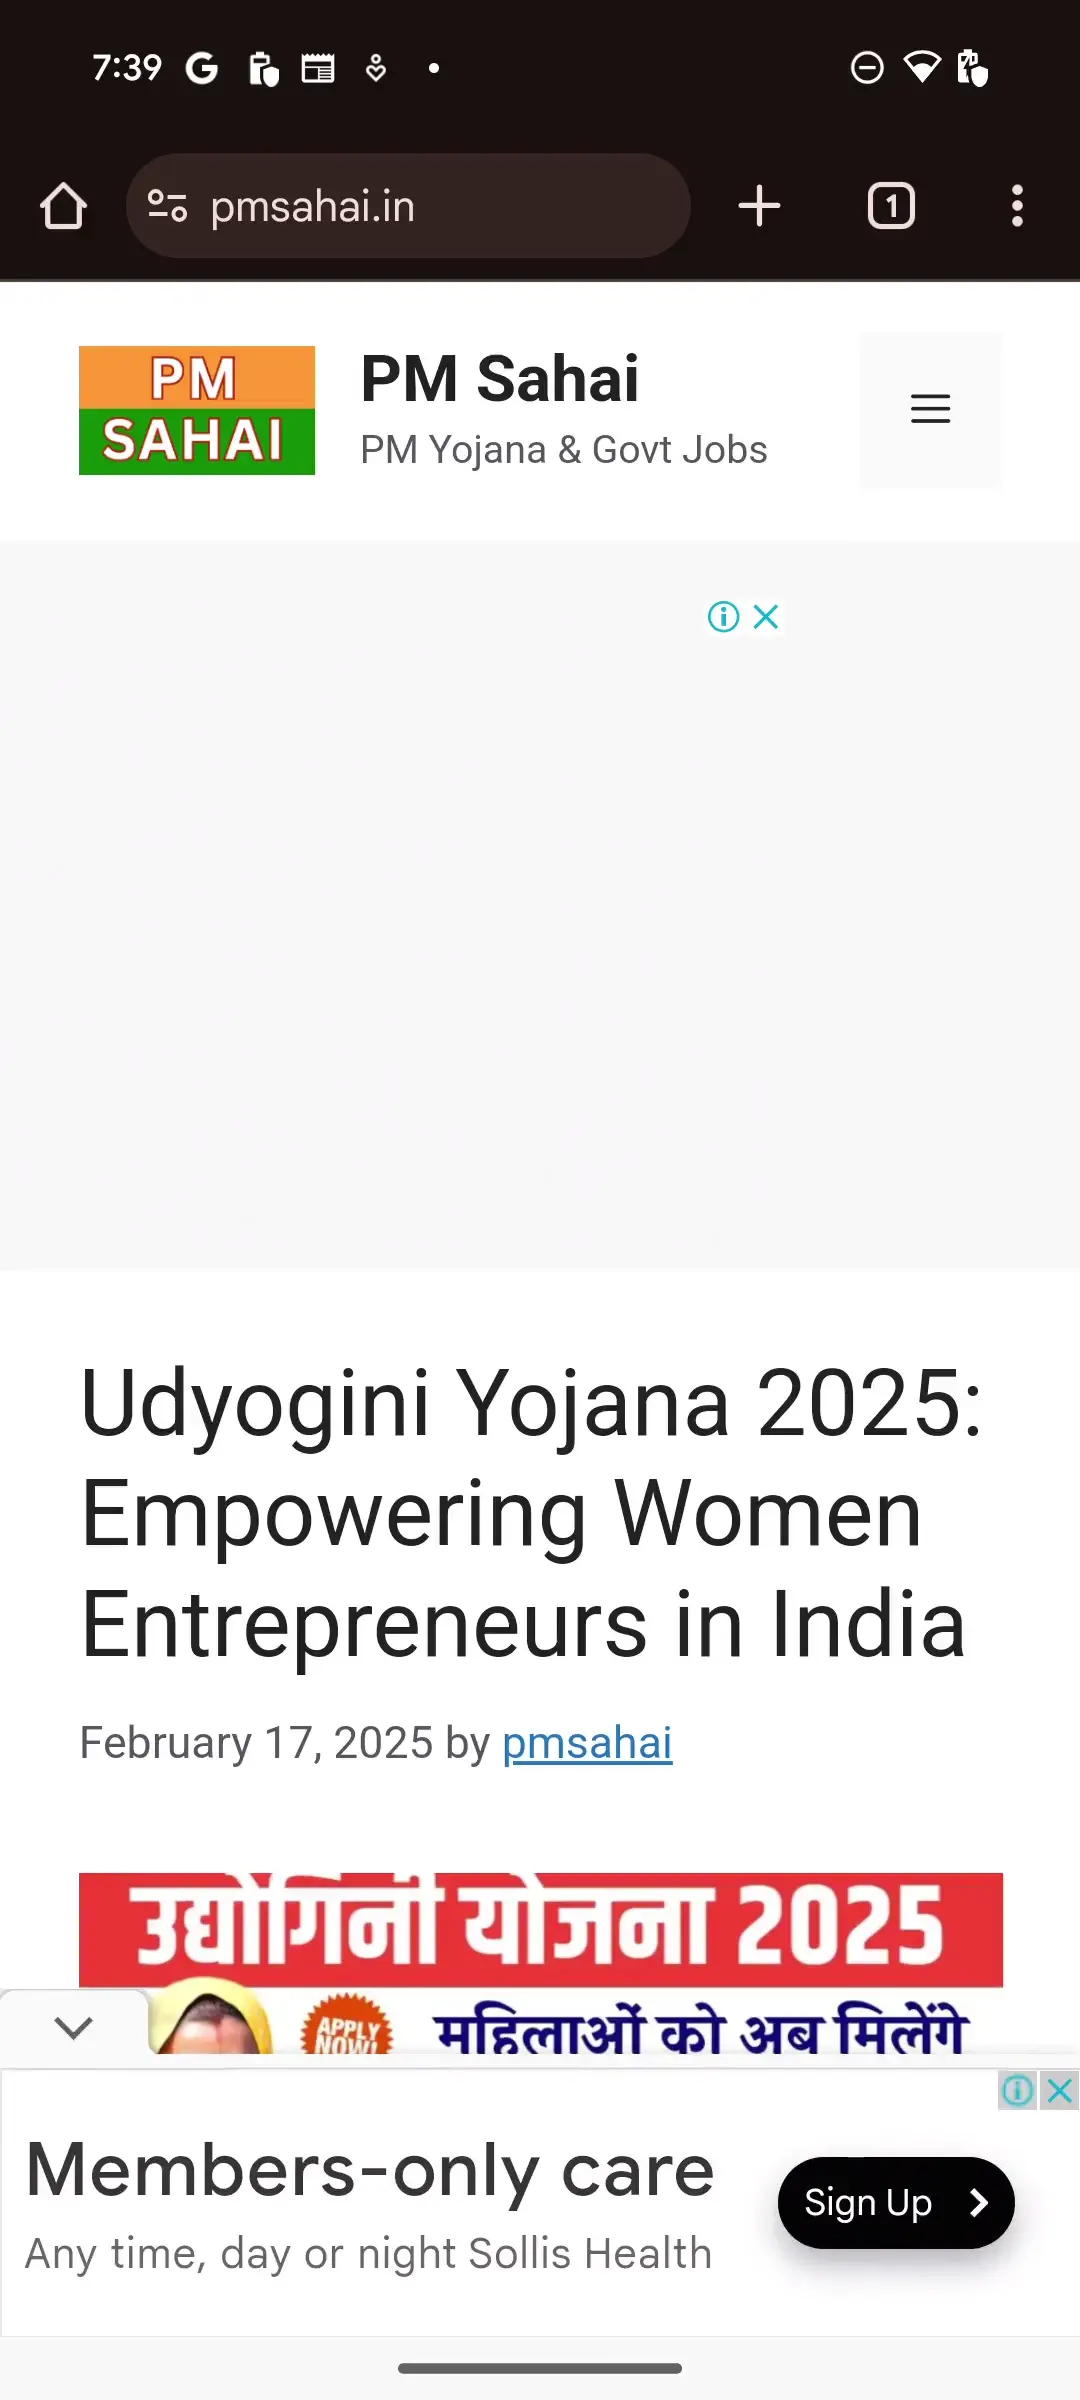 7:39
pmsahai.in
1
PM
SAHAI
PM Sahai
PM Yojana & Govt Jobs
Udyogini Yojana 2025:
Empowering Women
Entrepreneurs in India
February 17, 2025 by pmsahai
उद्योगिनी योजना 2025
APPLY
NOW!
महिलाओं को अब मिलेंगे
Members-only care
Any time, day or night Sollis Health
Sign Up